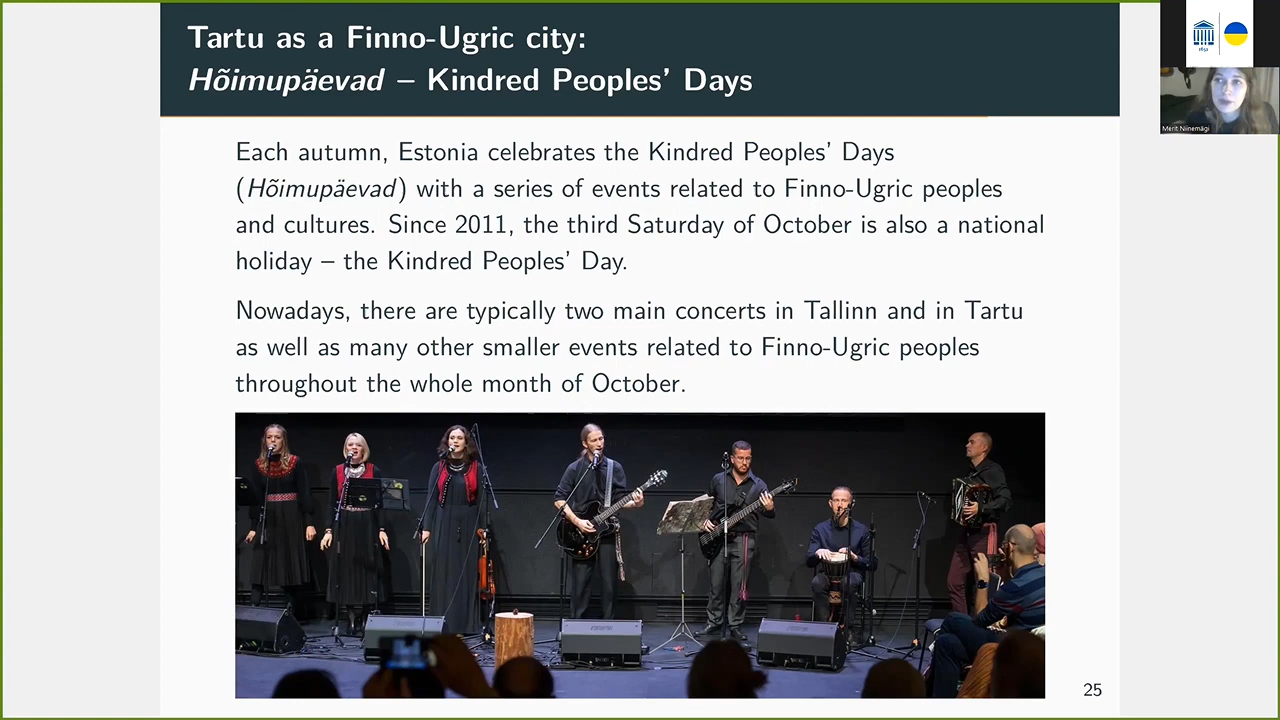 Tartu as a Finno-Ugric city:
Hõimupäevad – Kindred Peoples' Days
Each autumn, Estonia celebrates the Kindred Peoples' Days
(Hõimupäevad) with a series of events related to Finno-Ugric peoples
and cultures. Since 2011, the third Saturday of October is also a national
holiday – the Kindred Peoples' Day.
Nowadays, there are typically two main concerts in Tallinn and in Tartu
as well as many other smaller events related to Finno-Ugric peoples
throughout the whole month of October.
25
1632
Merit Niinemägi